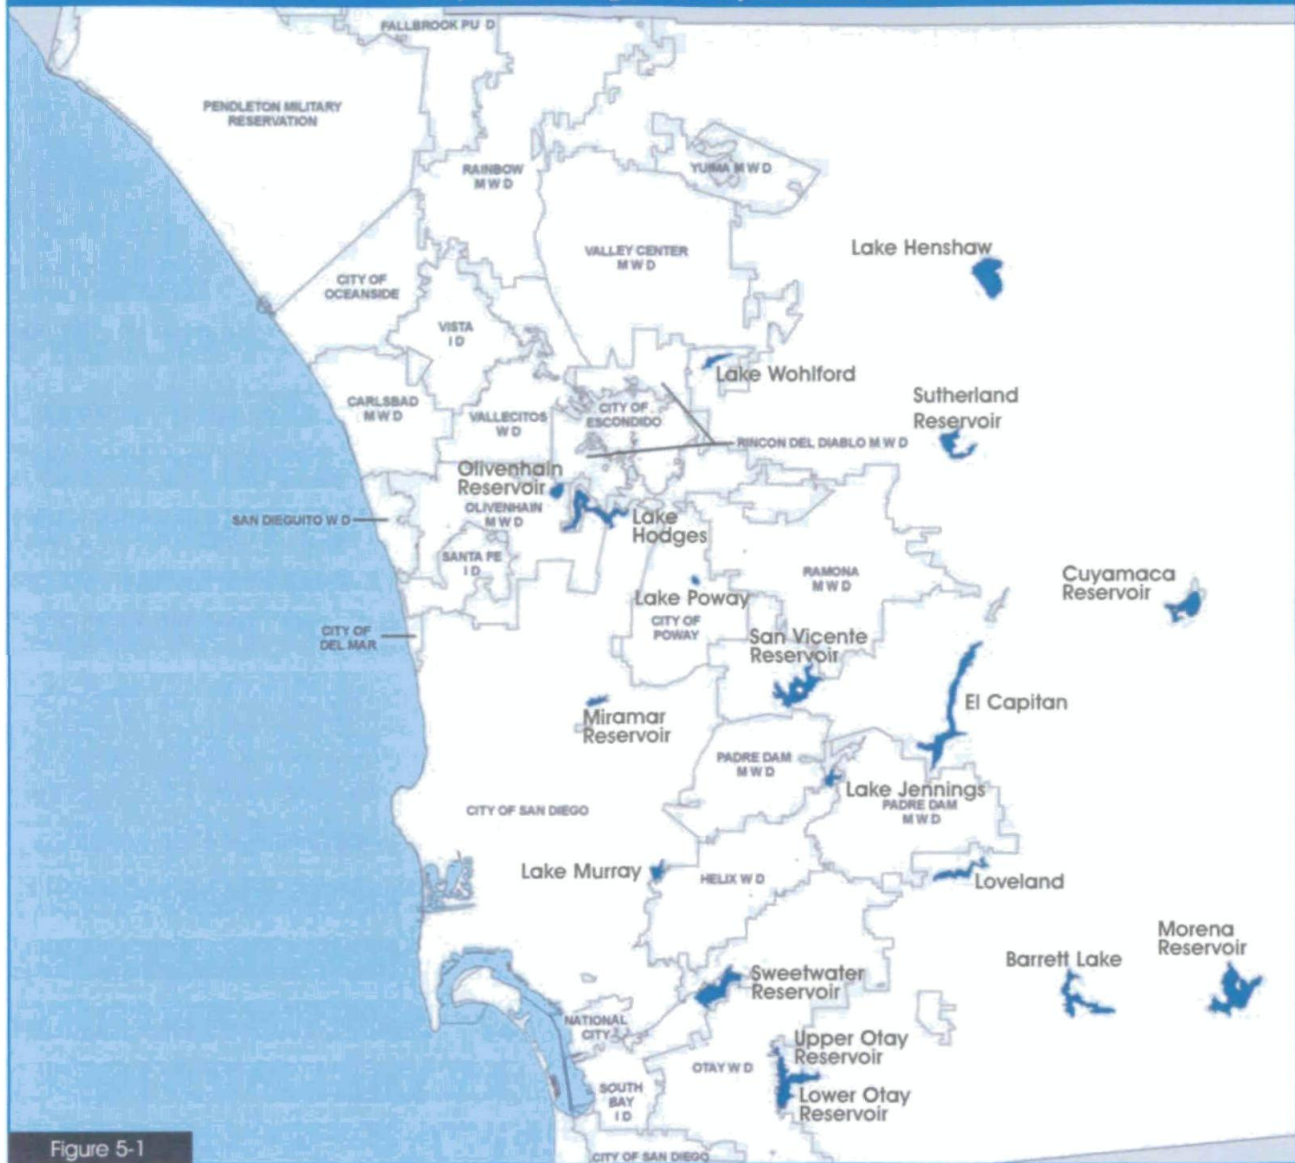 FALLBROOK PU D
PENDLETON MILITARY
RESERVATION
RAINBOW
M W D
YUIMA M W D
VALLEY CENTER
M W D
Lake Henshaw
CITY OF
OCEANSIDE
VISTA
I D
Lake Wohlford
CARLSBAD
M W D
VALLECITOS
W D
CITY OF
ESCONDIDO
Sutherland
Reservoir
RINCON DEL DIABLO M W D
Olivenhain
Reservoir
OLIVENHAIN
M W D
SAN DIEGUITO W D
Lake
Hodges
SANTA FE
I D
RAMONA
M W D
Cuyamaca
Reservoir
Lake Poway
CITY OF
POWAY
CITY OF
DEL MAR
San Vicente
Reservoir
El Capitan
Miramar
Reservoir
PADRE DAM
M W D
Lake Jennings
PADRE DAM
M W D
CITY OF SAN DIEGO
Lake Murray
HELIX W D
Loveland
Morena
Reservoir
Barrett Lake
Sweetwater
Reservoir
NATIONAL
CITY
Upper Otay
Reservoir
OTAY W D
Lower Otay
Reservoir
SOUTH
BAY
I D
CITY OF SAN DIEGO
Figure 5-1